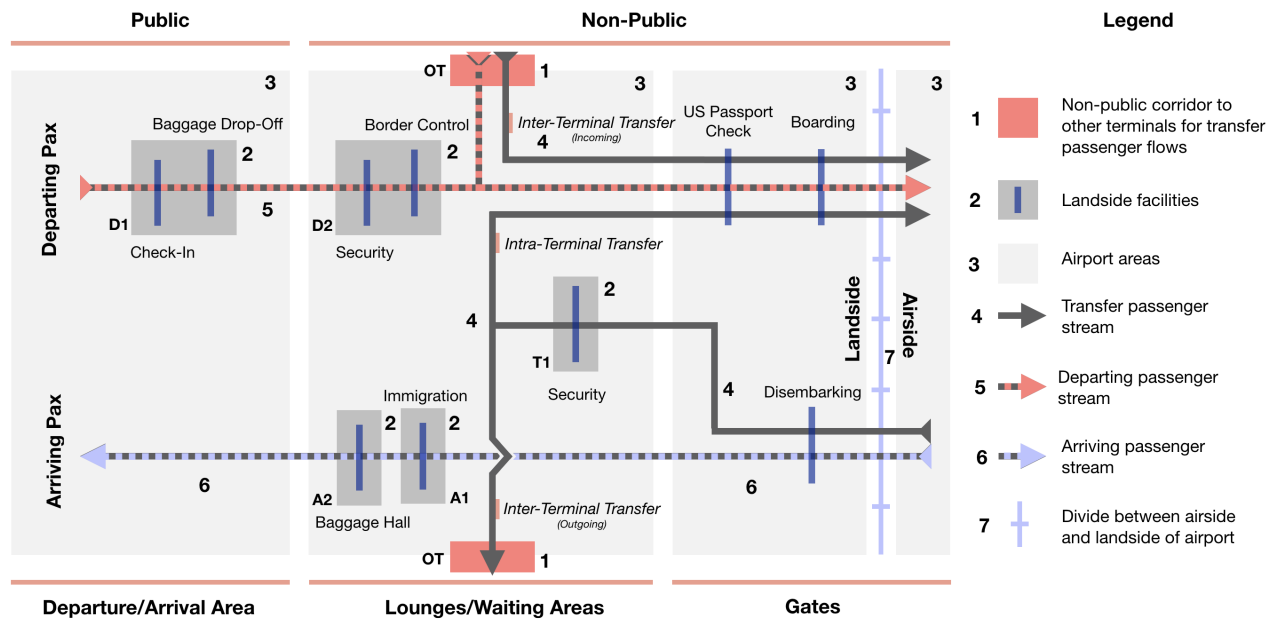 Public
Non-Public
Legend
OT
1
3
3
3
3
Baggage Drop-Off
2
Border Control
2
Inter-Terminal Transfer
(Incoming)
4
US Passport
Check
Boarding
Departing Pax
D1
5
D2
Check-In
Security
Intra-Terminal Transfer
2
4
T1
Security
Landside
Airside
7
4
Disembarking
Immigration
2
2
Arriving Pax
6
A2
A1
6
Baggage Hall
Inter-Terminal Transfer
(Outgoing)
OT
1
Departure/Arrival Area
Lounges/Waiting Areas
Gates
1
Non-public corridor to
other terminals for transfer
passenger flows
2
Landside facilities
3
Airport areas
4
Transfer passenger
stream
5
Departing passenger
stream
6
Arriving passenger
stream
7
Divide between airside
and landside of airport